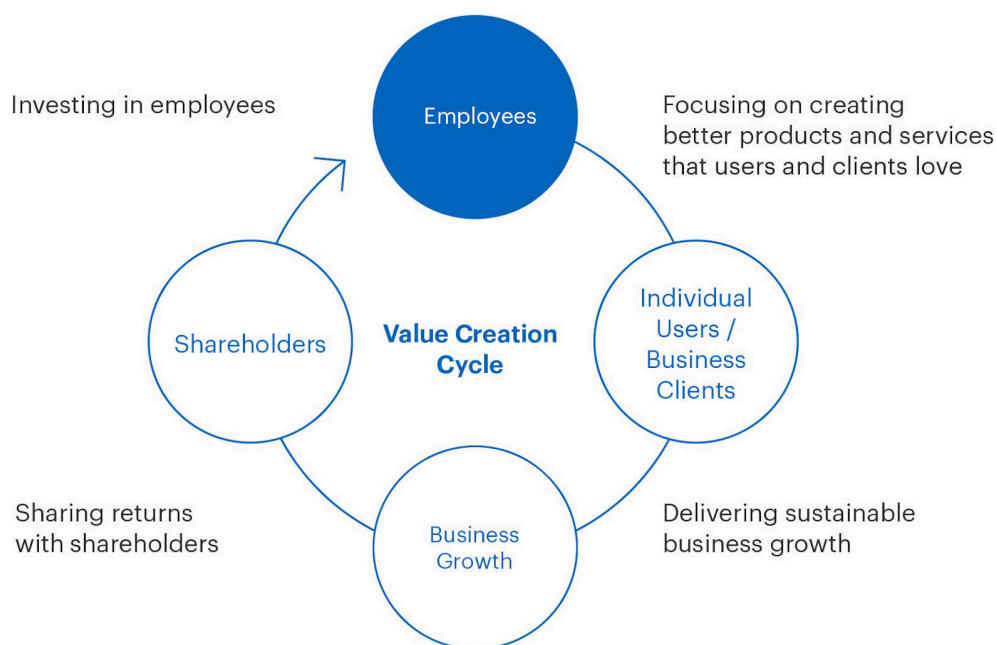 Employees
Investing in employees
Focusing on creating
better products and services
that users and clients love
Individual
Users /
Business
Clients
Value Creation
Cycle
Shareholders
Sharing returns
with shareholders
Business
Growth
Delivering sustainable
business growth